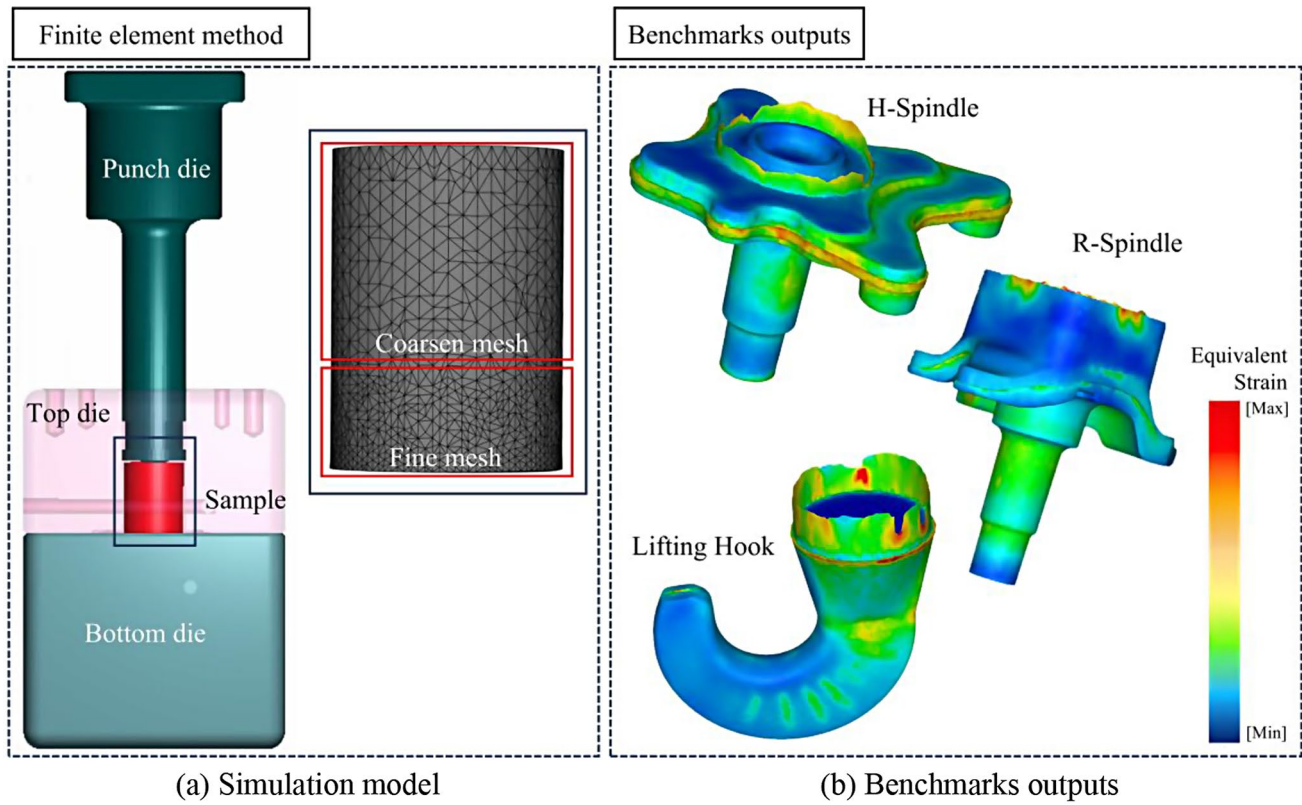 Finite element method
Benchmarks outputs
Punch die
Coarsen mesh
Fine mesh
Top die
Sample
Bottom die
H-Spindle
R-Spindle
Lifting Hook
Equivalent
Strain
[Max]
[Min]
(a) Simulation model
(b) Benchmarks outputs